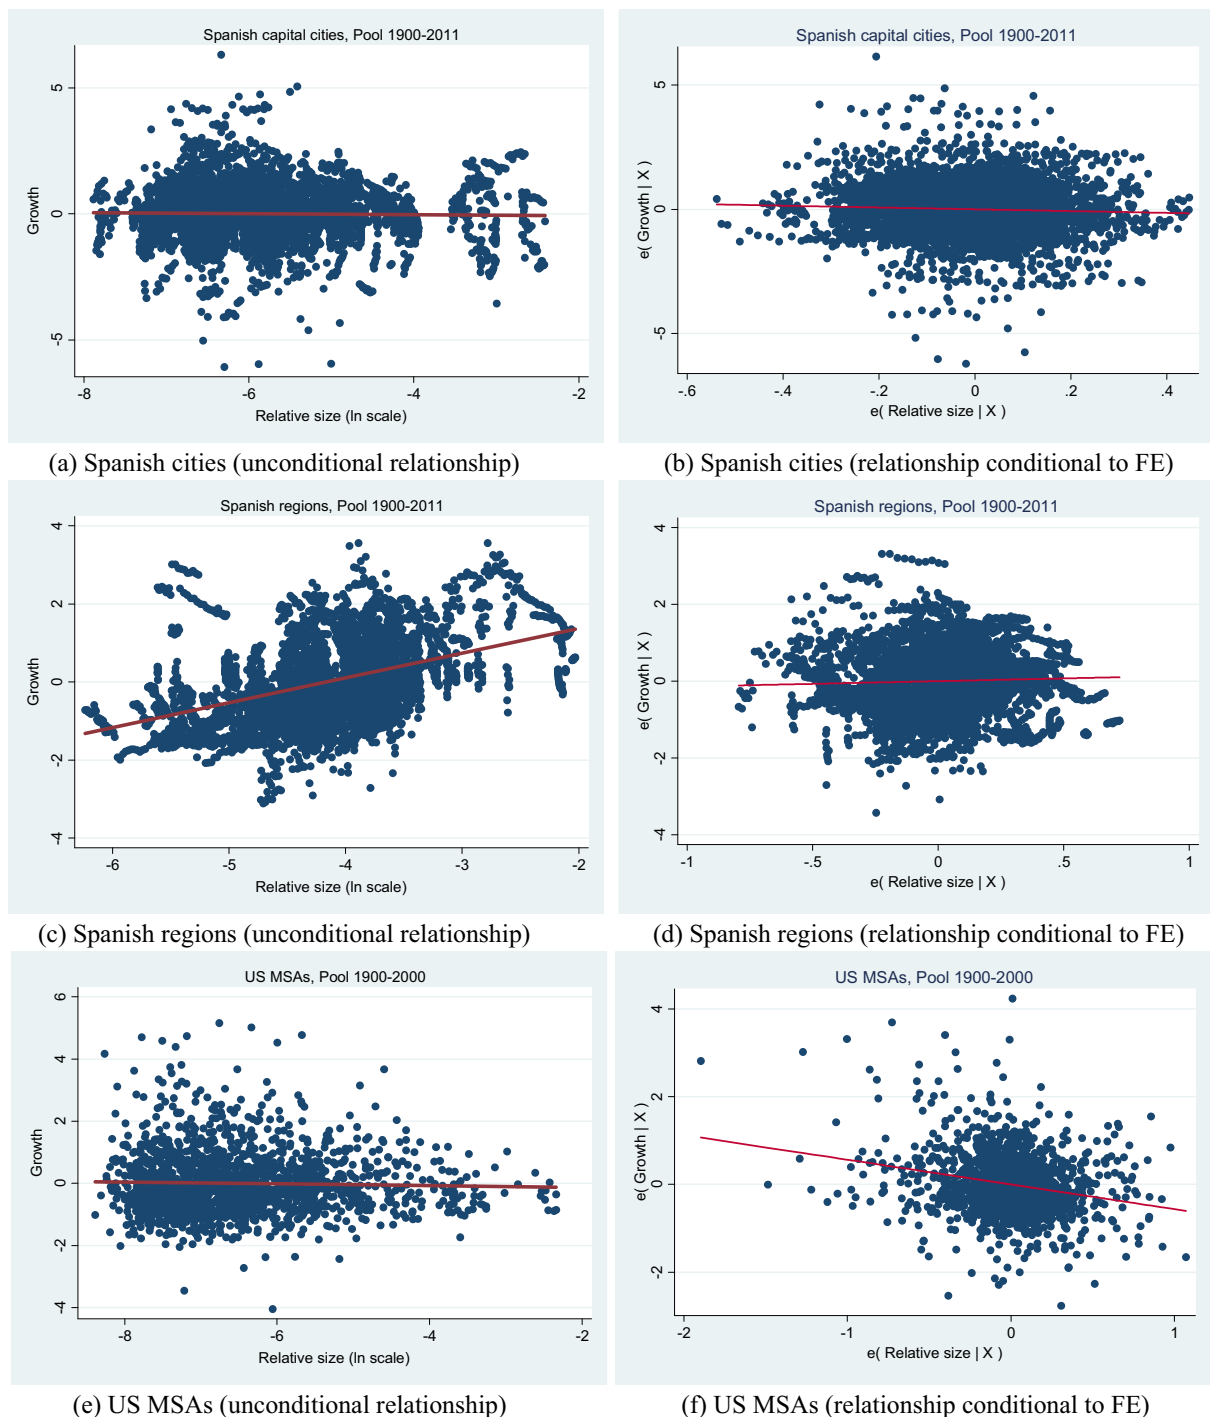 Spanish capital cities, Pool 1900-2011
5
0
-5
Growth
-8
-6
-4
-2
Relative size (ln scale)
(a) Spanish cities (unconditional relationship)
Spanish capital cities, Pool 1900-2011
5
0
-5
e( Growth | X )
-.6
-.4
-.2
0
.2
.4
e( Relative size | X )
(b) Spanish cities (relationship conditional to FE)
Spanish regions, Pool 1900-2011
4
2
0
-2
-4
Growth
-6
-5
-4
-3
-2
Relative size (ln scale)
(c) Spanish regions (unconditional relationship)
Spanish regions, Pool 1900-2011
4
2
0
-2
-4
e( Growth | X )
-1
-.5
0
.5
1
e( Relative size | X )
(d) Spanish regions (relationship conditional to FE)
US MSAs, Pool 1900-2000
6
4
2
0
-2
-4
Growth
-8
-6
-4
-2
Relative size (ln scale)
(e) US MSAs (unconditional relationship)
US MSAs, Pool 1900-2000
4
2
0
-2
e( Growth | X )
-2
-1
0
1
e( Relative size | X )
(f) US MSAs (relationship conditional to FE)